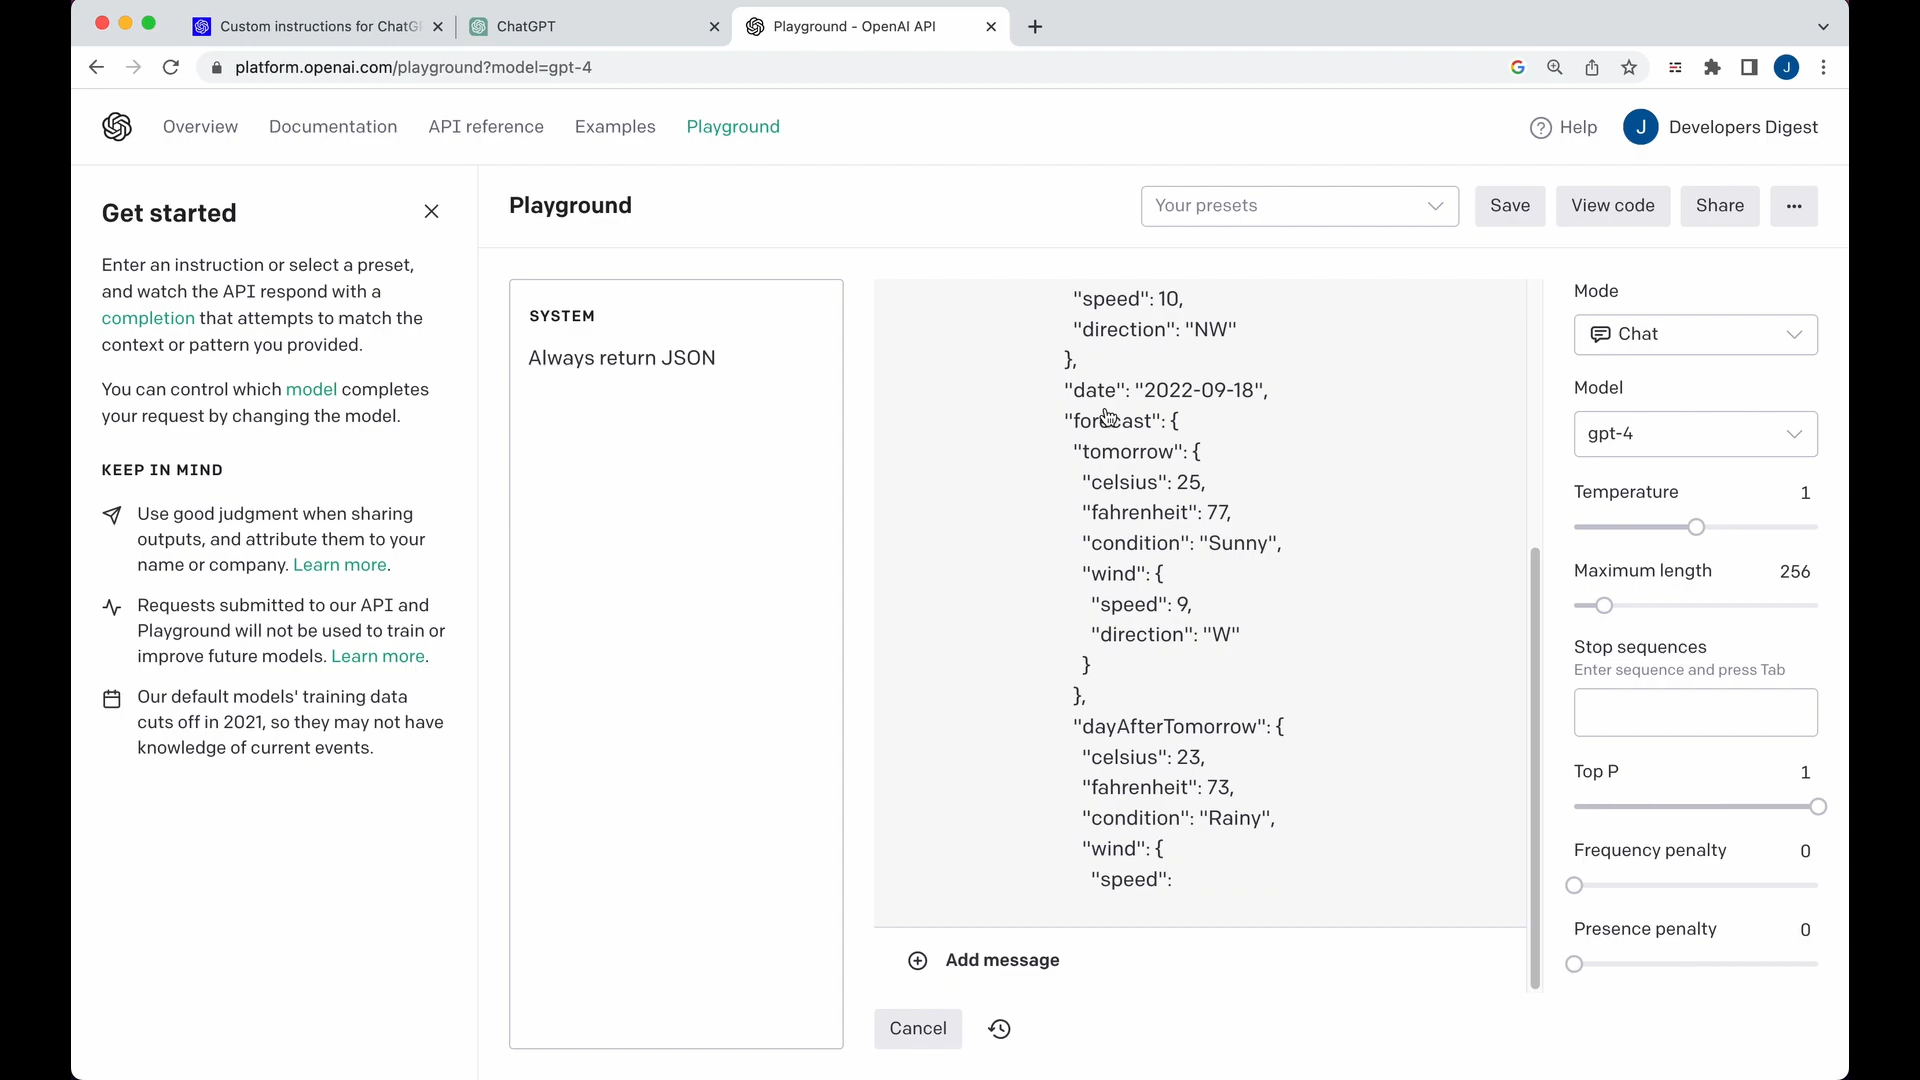 Custom instructions for ChatG
ChatGPT
Playground - OpenAI API
platform.openai.com/playground?model=gpt-4
J
Overview
Documentation
API reference
Examples
Playground
Help
J
Developers Digest
Get started
Enter an instruction or select a preset,
and watch the API respond with a
completion that attempts to match the
context or pattern you provided.
You can control which model completes
your request by changing the model.
KEEP IN MIND
Use good judgment when sharing
outputs, and attribute them to your
name or company. Learn more.
Requests submitted to our API and
Playground will not be used to train or
improve future models. Learn more.
Our default models' training data
cuts off in 2021, so they may not have
knowledge of current events.
Playground
Your presets
Save
View code
Share
SYSTEM
Always return JSON
"speed": 10,
"direction": "NW"
},
"date": "2022-09-18",
"forecast": {
"tomorrow": {
"celsius": 25,
"fahrenheit": 77,
"condition": "Sunny",
"wind": {
"speed": 9,
"direction": "W"
}
},
"dayAfterTomorrow": {
"celsius": 23,
"fahrenheit": 73,
"condition": "Rainy",
"wind": {
"speed":
Add message
Cancel
Mode
Chat
Model
gpt-4
Temperature 1
Maximum length 256
Stop sequences
Enter sequence and press Tab
Top P 1
Frequency penalty 0
Presence penalty 0